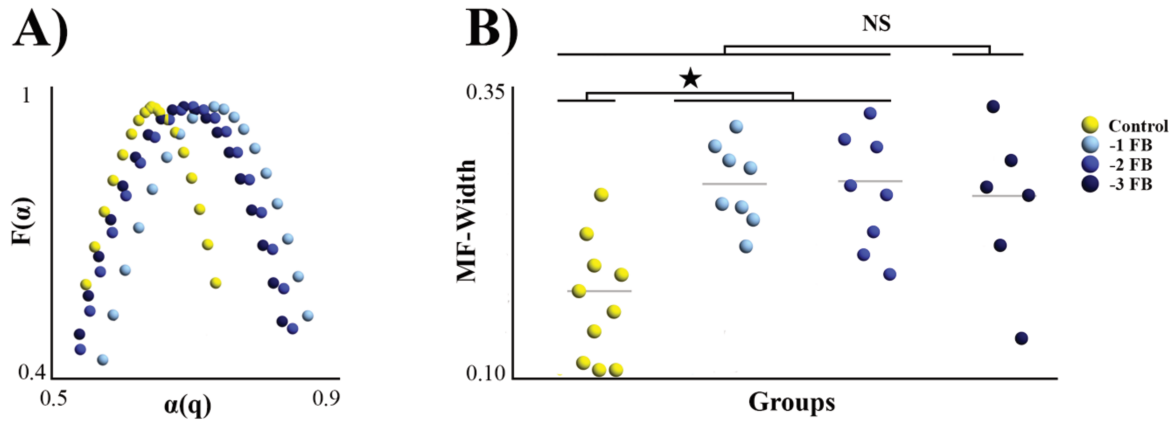 A)
1
F(α)
0.4
0.5
α(q)
0.9
B)
NS
★
0.35
MF-Width
0.10
Groups
Control
-1 FB
-2 FB
-3 FB